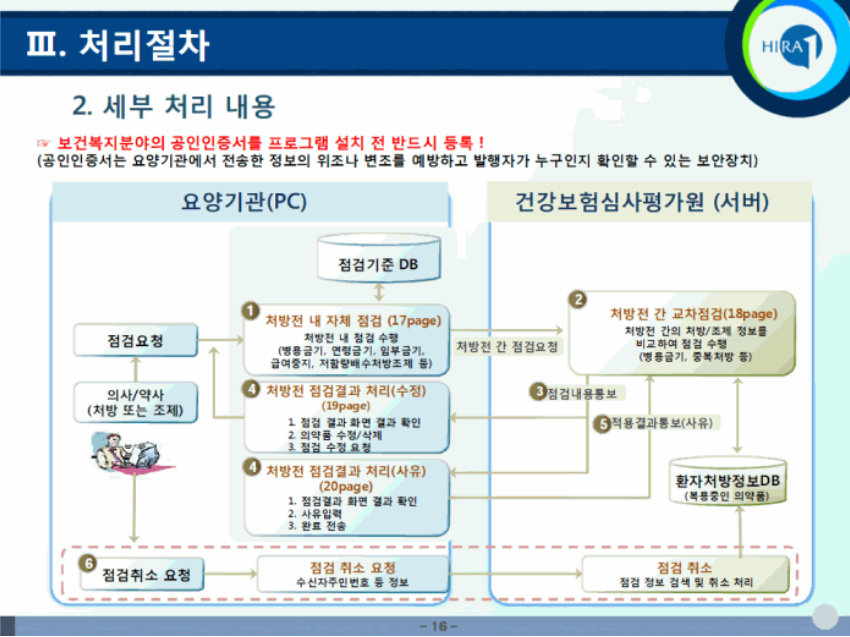 Ⅲ. 처리절차
HIRA
2. 세부 처리 내용
☞ 보건복지분야의 공인인증서를 프로그램 설치 전 반드시 등록 !
(공인인증서는 요양기관에서 전송한 정보의 위조나 변조를 예방하고 발행자가 누구인지 확인할 수 있는 보안장치)
요양기관(PC)
건강보험심사평가원 (서버)
점검기준 DB
점검요청
의사/약사
(처방 또는 조제)
1
처방전 내 자체 점검 (17page)
처방전 내 점검 수행
(병용금기, 연령금기, 임부금기,
급여중지, 저함량배수처방조제 등)
처방전 간 점검요청
2
처방전 간 교차점검(18page)
처방전 간의 처방/조제 정보를
비교하여 점검 수행
(병용금기, 중복처방 등)
3 점검내용통보
4
처방전 점검결과 처리(수정)
(19page)
1. 점검 결과 화면 결과 확인
2. 의약품 수정/삭제
3. 점검 수정 요청
5 적용결과통보(사유)
4
처방전 점검결과 처리(사유)
(20page)
1. 점검결과 화면 결과 확인
2. 사유입력
3. 완료 전송
환자처방정보DB
(복용중인 의약품)
6
점검취소 요청
점검 취소 요청
수신자주민번호 등 정보
점검 취소
점검 정보 검색 및 취소 처리
- 16 -